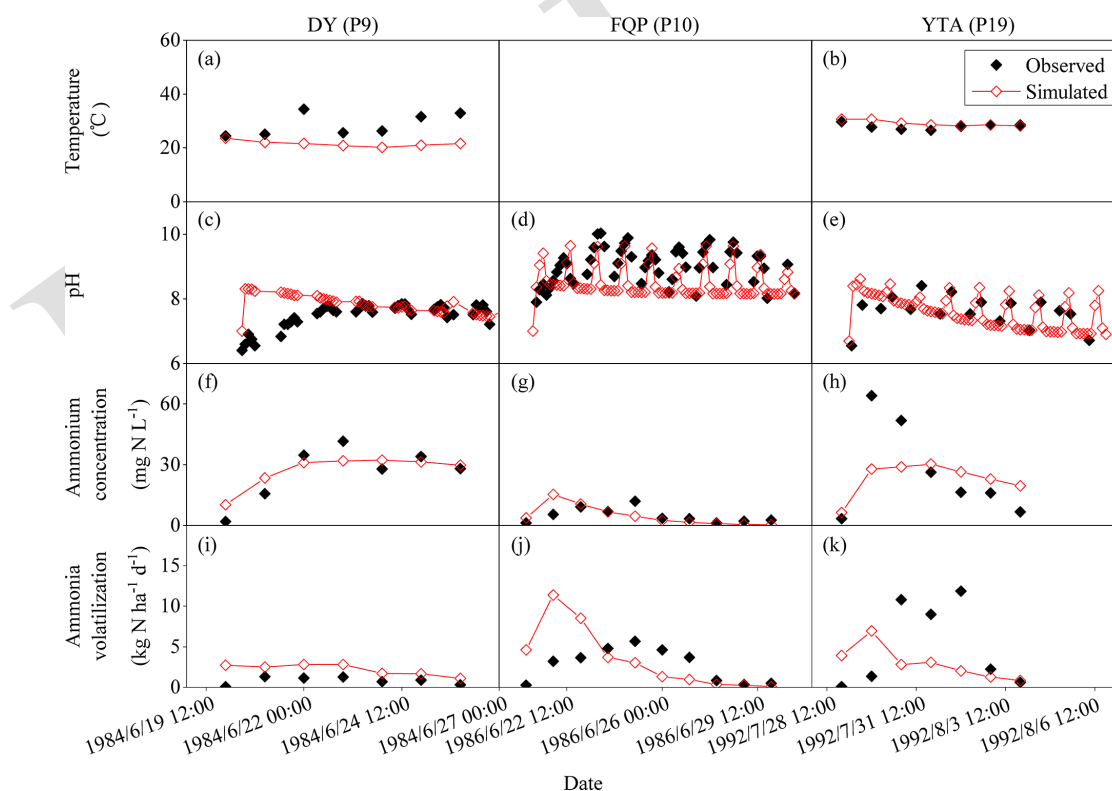 DY (P9) FQP (P10) YTA (P19)
60 (a) (b) Observed
Simulated
40
20
0
Temperature
(℃)
10 (c) (d) (e)
8
6
pH
60 (f) (g) (h)
30
0
Ammonium
concentration
(mg N L⁻¹)
15 (i) (j) (k)
10
5
0
Ammonia
volatilization
(kg N ha⁻¹ d⁻¹)
1984/6/19 12:00 1984/6/22 00:00 1984/6/24 12:00 1984/6/27 00:00 1986/6/22 12:00 1986/6/26 00:00 1986/6/29 12:00 1992/7/28 12:00 1992/7/31 12:00 1992/8/3 12:00 1992/8/6 12:00
Date